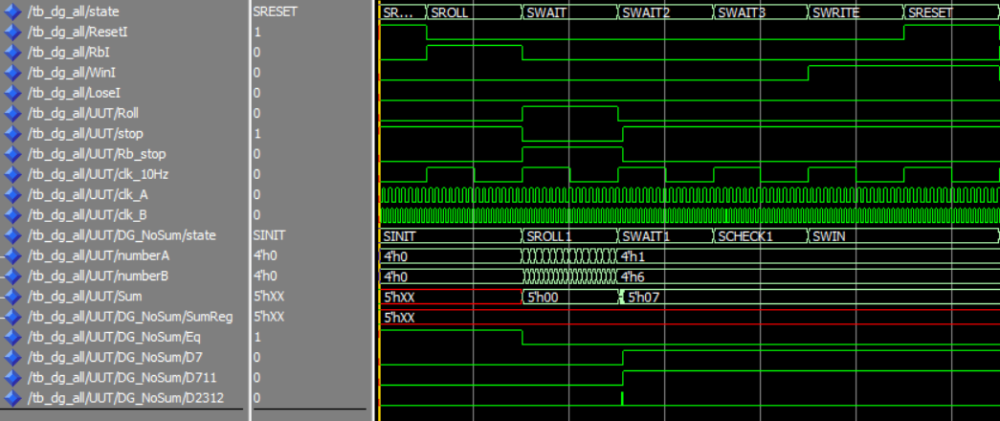 /tb_dg_all/state SRESET SR... SROLL SWAIT SWAIT2 SWAIT3 SWRITE SRESET
/tb_dg_all/ResetI 1
/tb_dg_all/RbI 0
/tb_dg_all/WinI 0
/tb_dg_all/LoseI 0
/tb_dg_all/UUT/Roll 0
/tb_dg_all/UUT/stop 1
/tb_dg_all/UUT/Rb_stop 0
/tb_dg_all/UUT/clk_10Hz 0
/tb_dg_all/UUT/clk_A 0
/tb_dg_all/UUT/clk_B 0
/tb_dg_all/UUT/DG_NoSum/state SINIT SINIT SROLL1 SWAIT1 SCHECK1 SWIN
/tb_dg_all/UUT/numberA 4'h0 4'h0 4'h1
/tb_dg_all/UUT/numberB 4'h0 4'h0 4'h6
/tb_dg_all/UUT/Sum 5'hXX 5'hXX 5'h00 5'h07
/tb_dg_all/UUT/DG_NoSum/SumReg 5'hXX 5'hXX
/tb_dg_all/UUT/DG_NoSum/Eq 1
/tb_dg_all/UUT/DG_NoSum/D7 0
/tb_dg_all/UUT/DG_NoSum/D711 0
/tb_dg_all/UUT/DG_NoSum/D2312 0